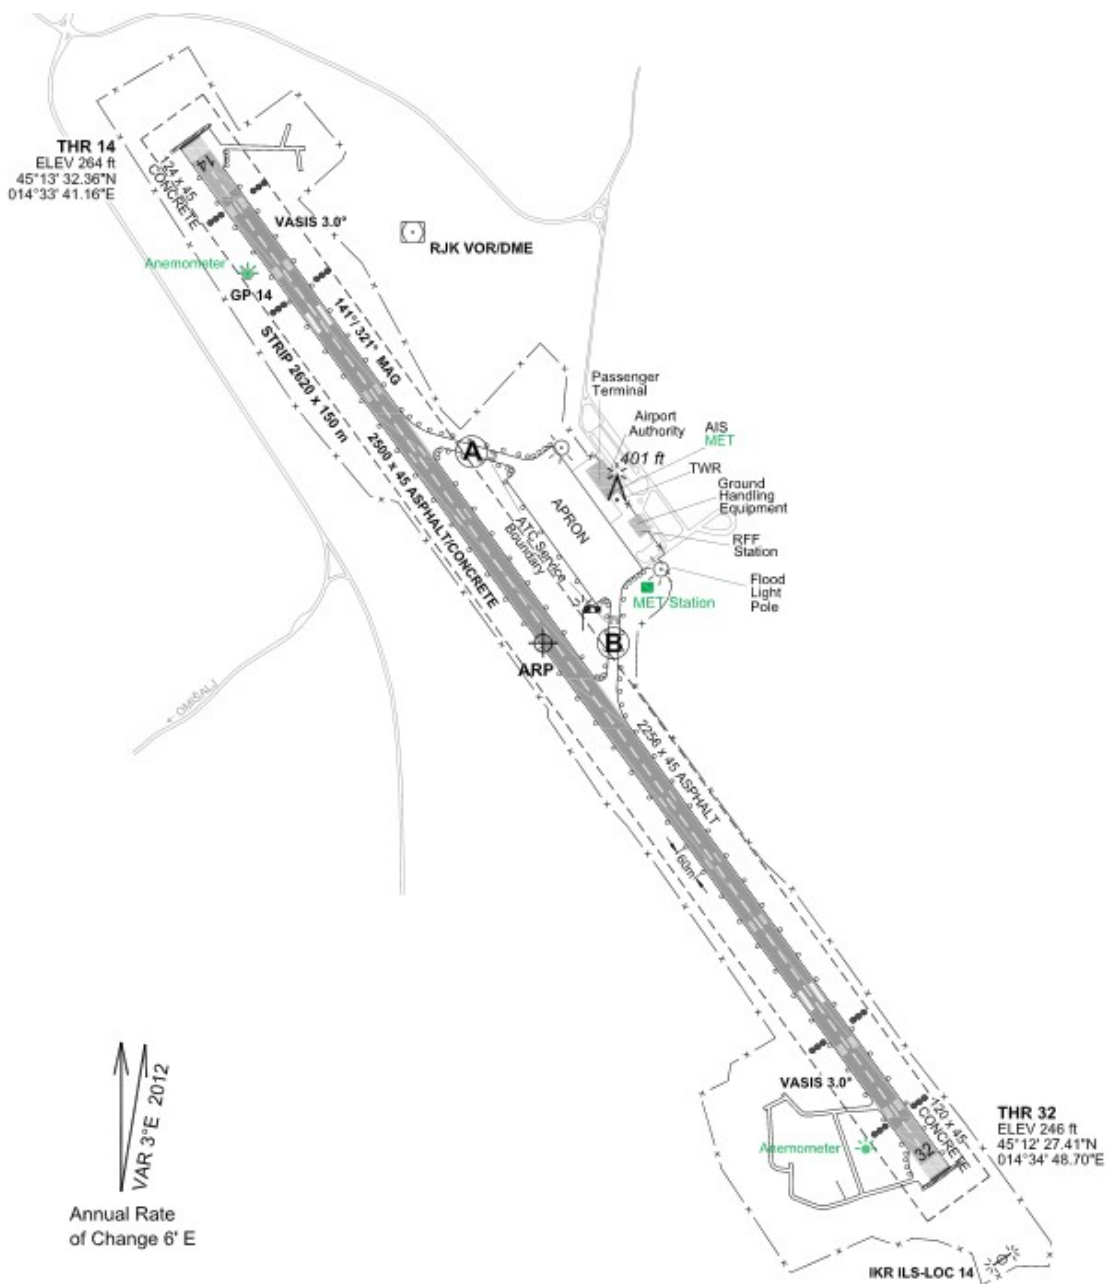 THR 14
ELEV 264 ft
45°13' 32.36"N
014°33' 41.16"E
14
124 x 45
CONCRETE
VASIS 3.0°
RJK VOR/DME
Anemometer
GP 14
141°/ 321° MAG
STRIP 2620 x 150 m
2500 x 45 ASPHALT/CONCRETE
Passenger
Terminal
Airport
Authority
AIS
MET
401 ft
TWR
Ground
Handling
Equipment
RFF
Station
Flood
Light
Pole
A
APRON
ATC Service
Boundary
MET Station
B
ARP
OMIŠALJ
2256 x 45 ASPHALT
60m
VASIS 3.0°
120 x 45
CONCRETE
THR 32
ELEV 246 ft
45°12' 27.41"N
014°34' 48.70"E
Anemometer
32
VAR 3°E 2012
Annual Rate
of Change 6' E
IKR ILS-LOC 14